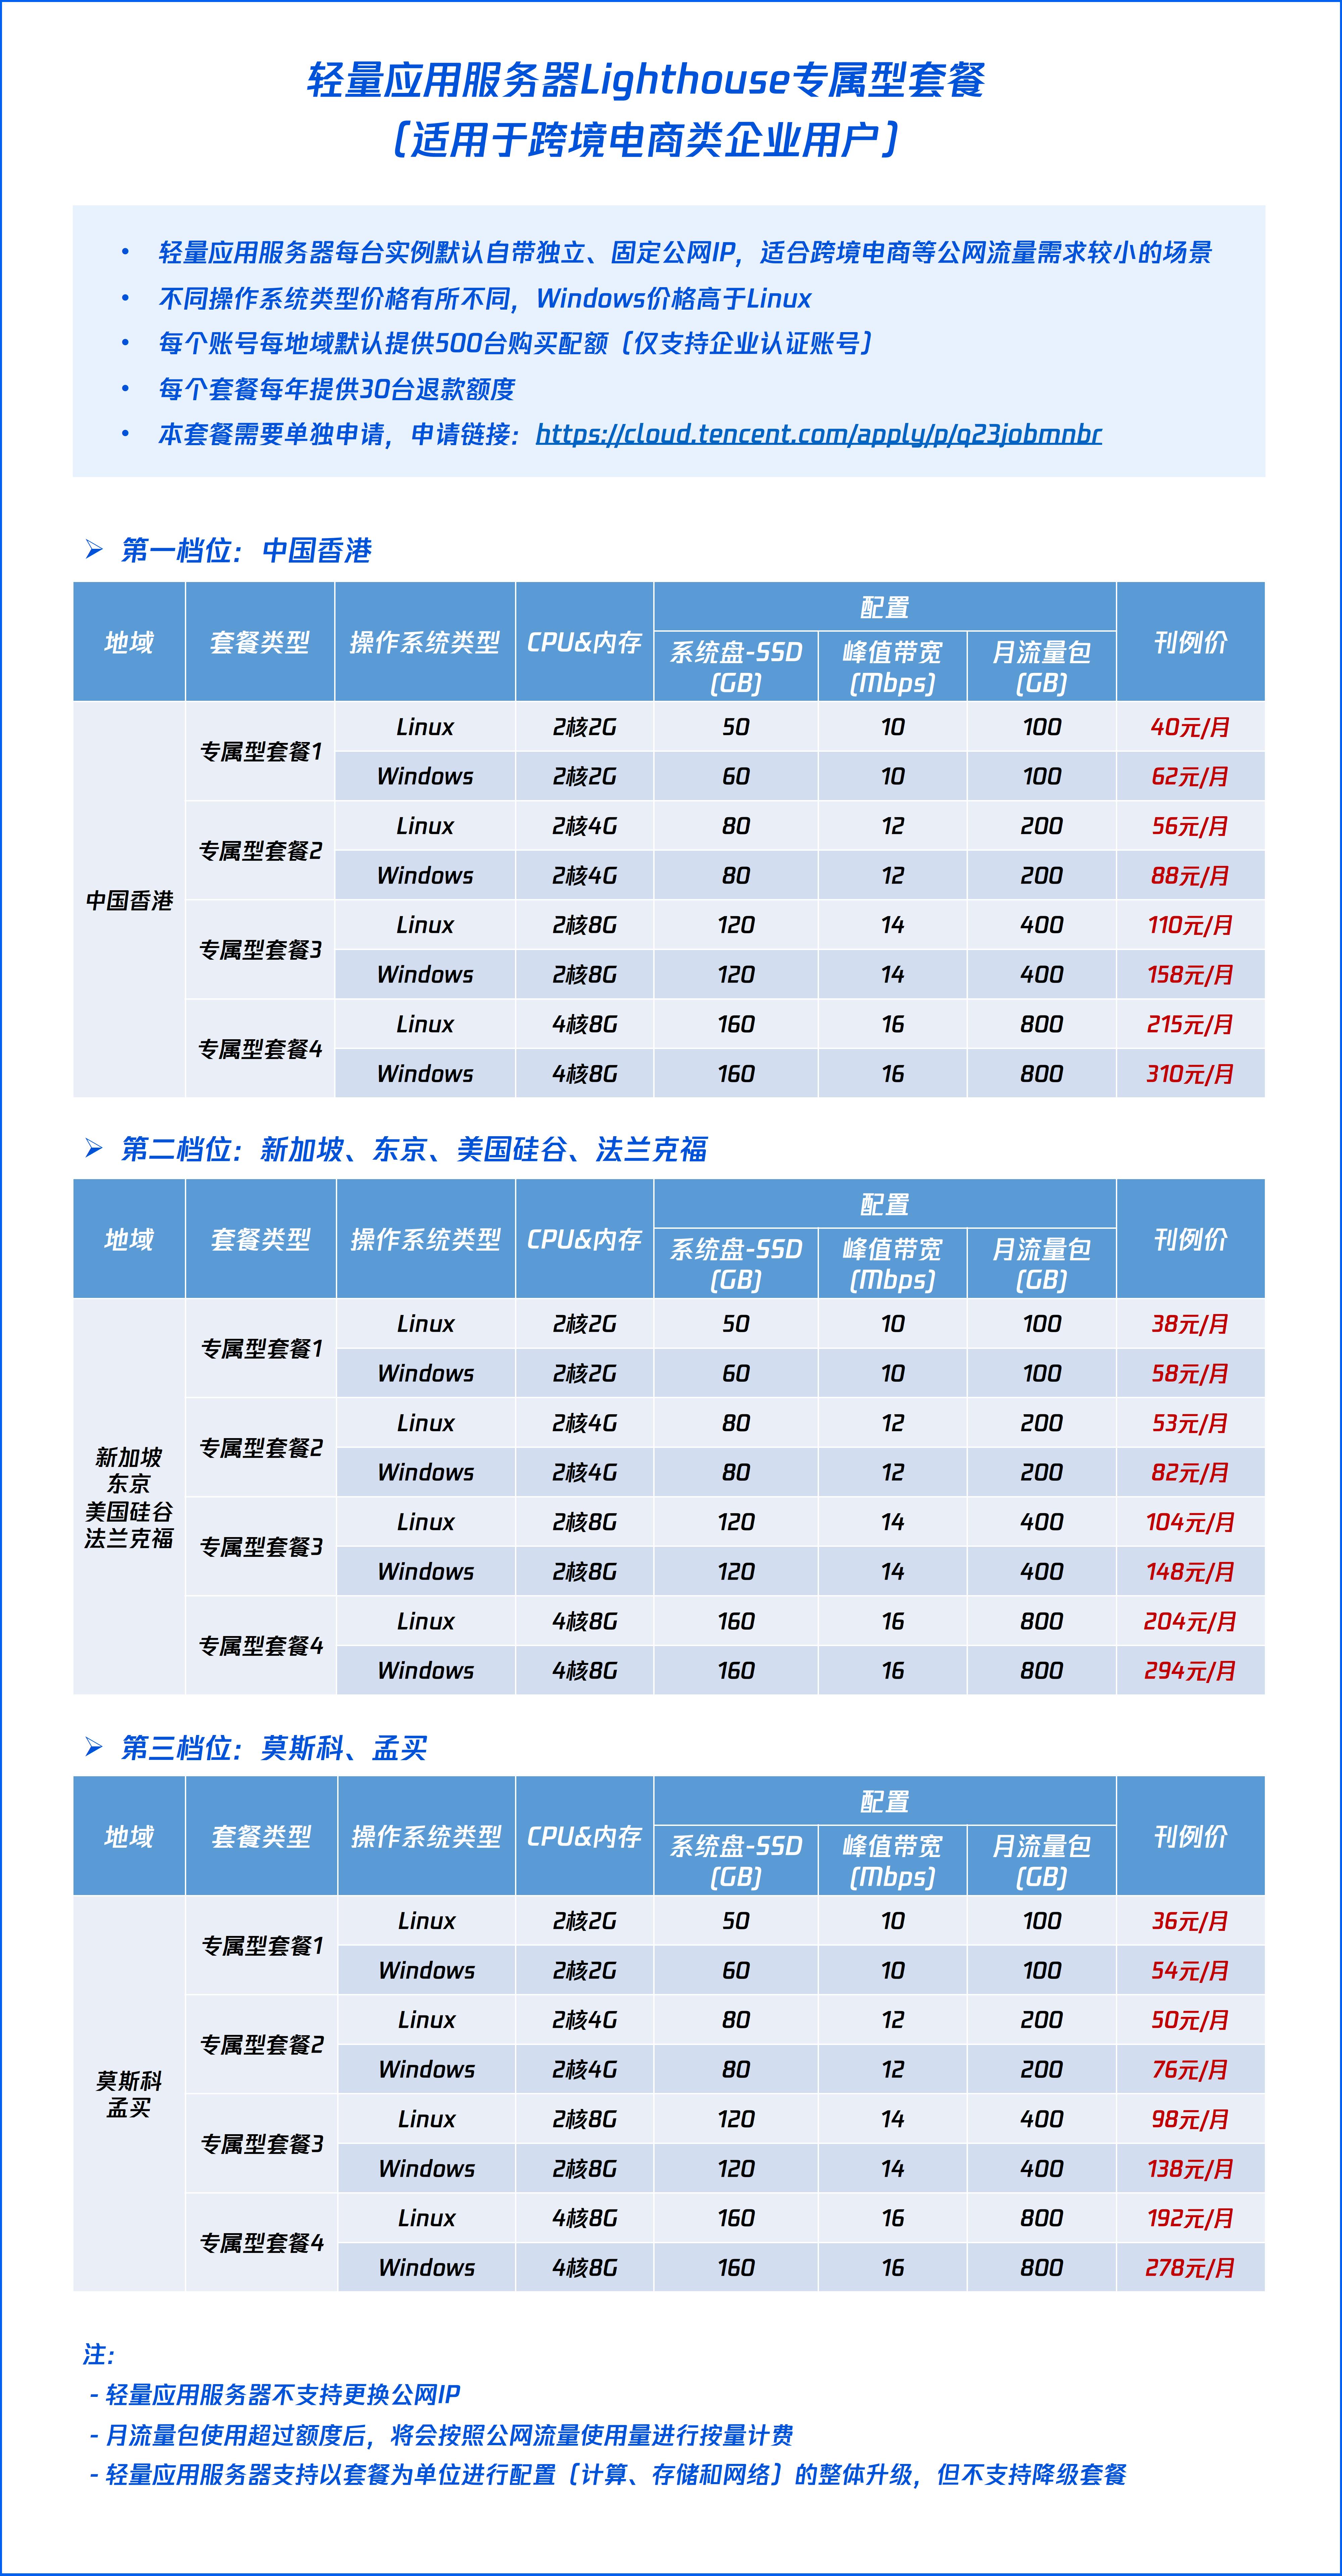 轻量应用服务器Lighthouse专属型套餐
（适用于跨境电商类企业用户）
• 轻量应用服务器每台实例默认自带独立、固定公网IP，适合跨境电商等公网流量需求较小的场景
• 不同操作系统类型价格有所不同，Windows价格高于Linux
• 每个账号每地域默认提供500台购买配额（仅支持企业认证账号）
• 每个套餐每年提供30台退款额度
• 本套餐需要单独申请，申请链接：https://cloud.tencent.com/apply/p/q23jobmnbr
➢ 第一档位：中国香港
地域 套餐类型 操作系统类型 CPU&内存 配置 刊例价
系统盘-SSD (GB) 峰值带宽 (Mbps) 月流量包 (GB)
中国香港
专属型套餐1
Linux 2核2G 50 10 100 40元/月
Windows 2核2G 60 10 100 62元/月
专属型套餐2
Linux 2核4G 80 12 200 56元/月
Windows 2核4G 80 12 200 88元/月
专属型套餐3
Linux 2核8G 120 14 400 110元/月
Windows 2核8G 120 14 400 158元/月
专属型套餐4
Linux 4核8G 160 16 800 215元/月
Windows 4核8G 160 16 800 310元/月
➢ 第二档位：新加坡、东京、美国硅谷、法兰克福
地域 套餐类型 操作系统类型 CPU&内存 配置 刊例价
系统盘-SSD (GB) 峰值带宽 (Mbps) 月流量包 (GB)
新加坡
东京
美国硅谷
法兰克福
专属型套餐1
Linux 2核2G 50 10 100 38元/月
Windows 2核2G 60 10 100 58元/月
专属型套餐2
Linux 2核4G 80 12 200 53元/月
Windows 2核4G 80 12 200 82元/月
专属型套餐3
Linux 2核8G 120 14 400 104元/月
Windows 2核8G 120 14 400 148元/月
专属型套餐4
Linux 4核8G 160 16 800 204元/月
Windows 4核8G 160 16 800 294元/月
➢ 第三档位：莫斯科、孟买
地域 套餐类型 操作系统类型 CPU&内存 配置 刊例价
系统盘-SSD (GB) 峰值带宽 (Mbps) 月流量包 (GB)
莫斯科
孟买
专属型套餐1
Linux 2核2G 50 10 100 36元/月
Windows 2核2G 60 10 100 54元/月
专属型套餐2
Linux 2核4G 80 12 200 50元/月
Windows 2核4G 80 12 200 76元/月
专属型套餐3
Linux 2核8G 120 14 400 98元/月
Windows 2核8G 120 14 400 138元/月
专属型套餐4
Linux 4核8G 160 16 800 192元/月
Windows 4核8G 160 16 800 278元/月
注：
- 轻量应用服务器不支持更换公网IP
- 月流量包使用超过额度后，将会按照公网流量使用量进行按量计费
- 轻量应用服务器支持以套餐为单位进行配置（计算、存储和网络）的整体升级，但不支持降级套餐